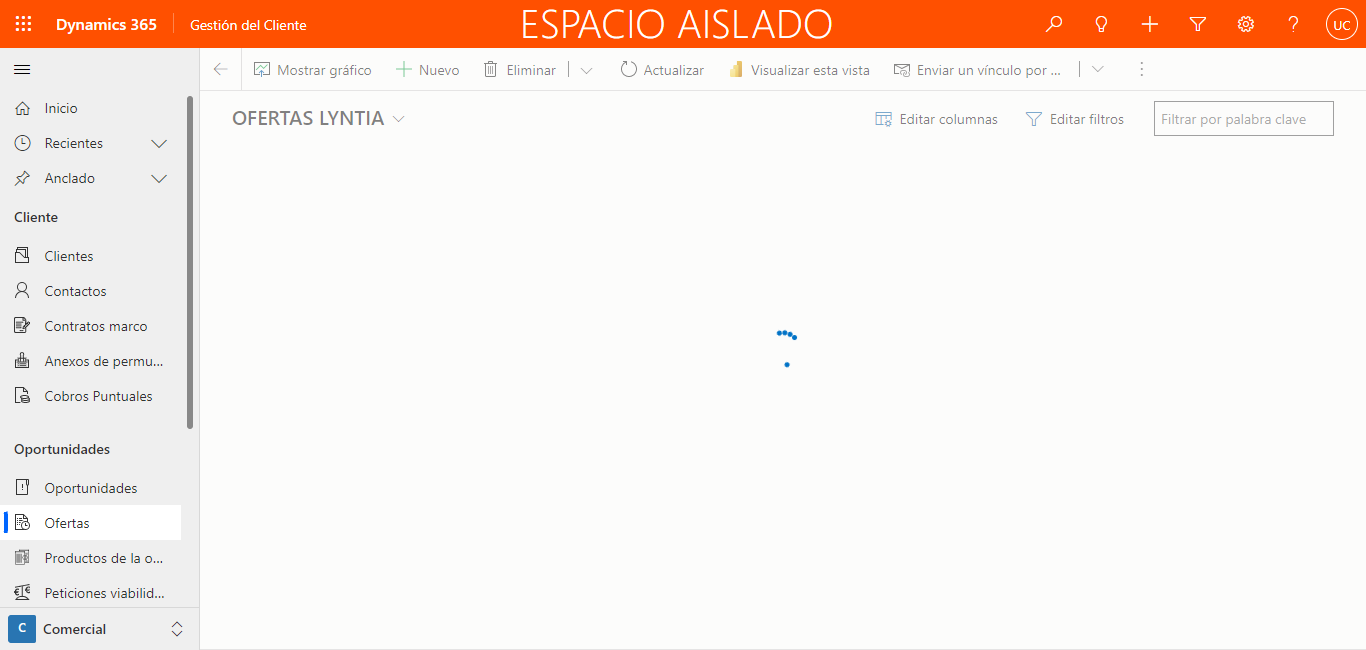 Dynamics 365
Gestión del Cliente
ESPACIO AISLADO
UC
Mostrar gráfico
Nuevo
Eliminar
Actualizar
Visualizar esta vista
Enviar un vínculo por ...
Inicio
Recientes
Anclado
Cliente
Clientes
Contactos
Contratos marco
Anexos de permu...
Cobros Puntuales
Oportunidades
Oportunidades
Ofertas
Productos de la o...
Peticiones viabilid...
C Comercial
OFERTAS LYNTIA
Editar columnas
Editar filtros
Filtrar por palabra clave